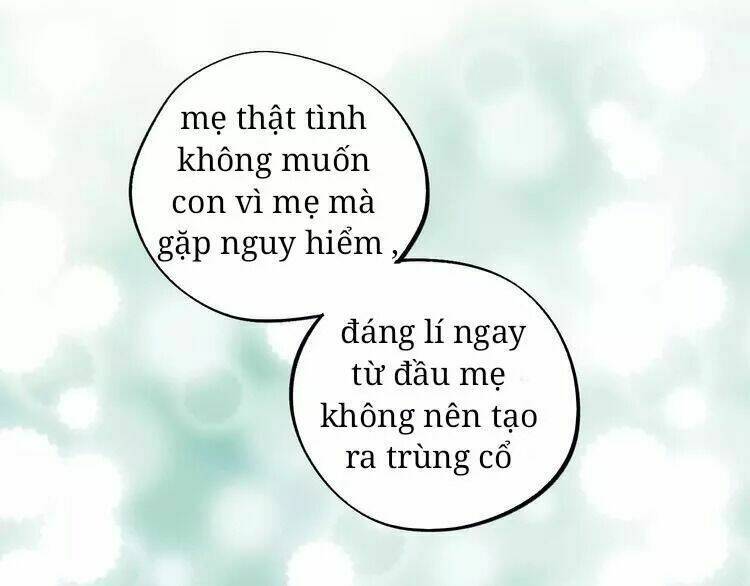 mẹ thật tình
không muốn
con vì mẹ mà
gặp nguy hiểm ,
đáng lí ngay
từ đầu mẹ
không nên tạo
ra trùng cổ